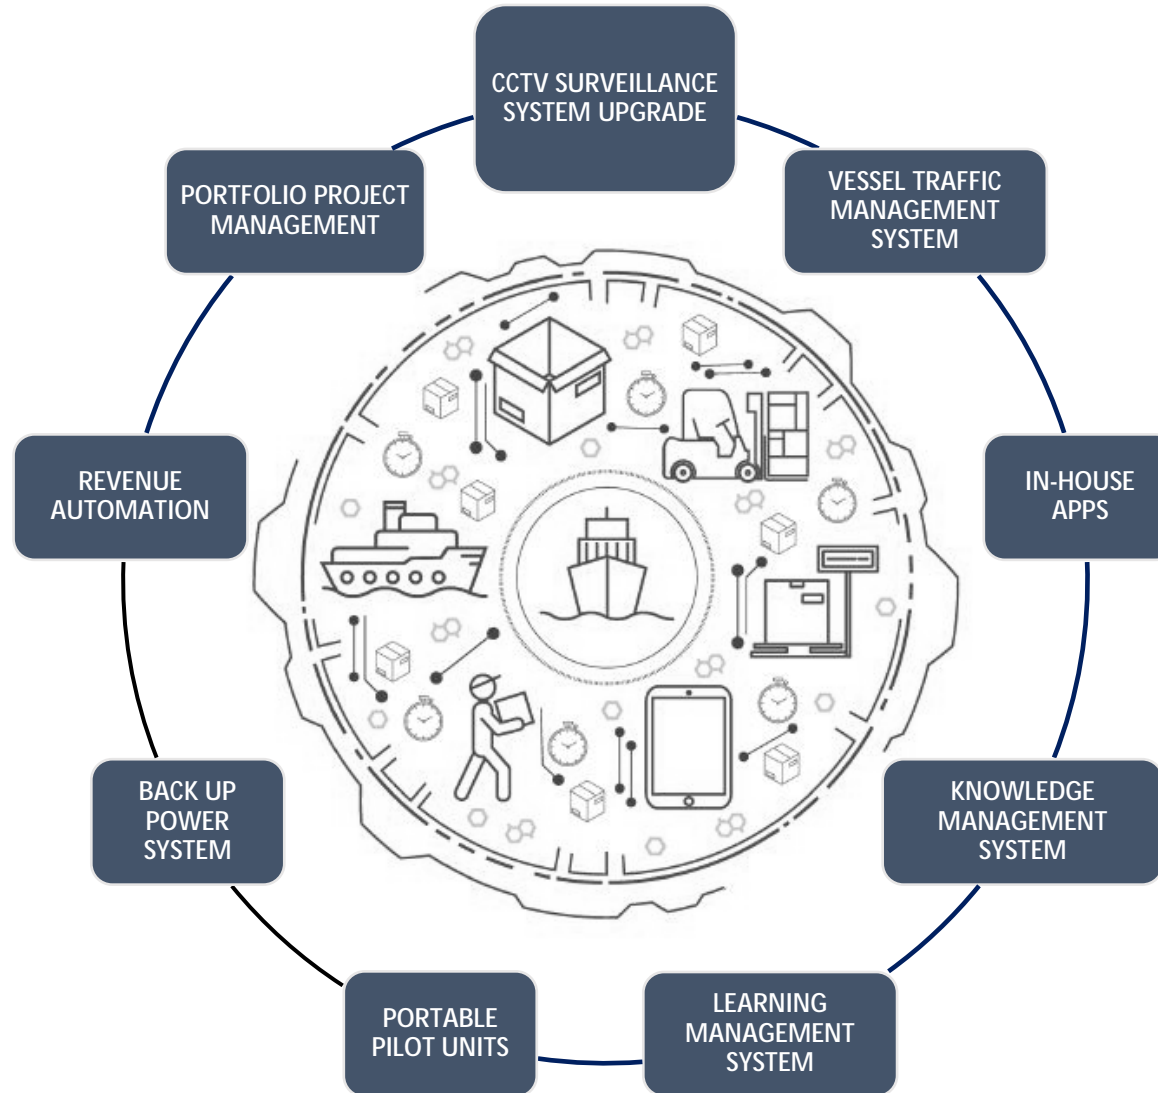 CCTV SURVEILLANCE
SYSTEM UPGRADE
VESSEL TRAFFIC
MANAGEMENT
SYSTEM
IN-HOUSE
APPS
KNOWLEDGE
MANAGEMENT
SYSTEM
LEARNING
MANAGEMENT
SYSTEM
PORTABLE
PILOT UNITS
BACK UP
POWER
SYSTEM
REVENUE
AUTOMATION
PORTFOLIO PROJECT
MANAGEMENT